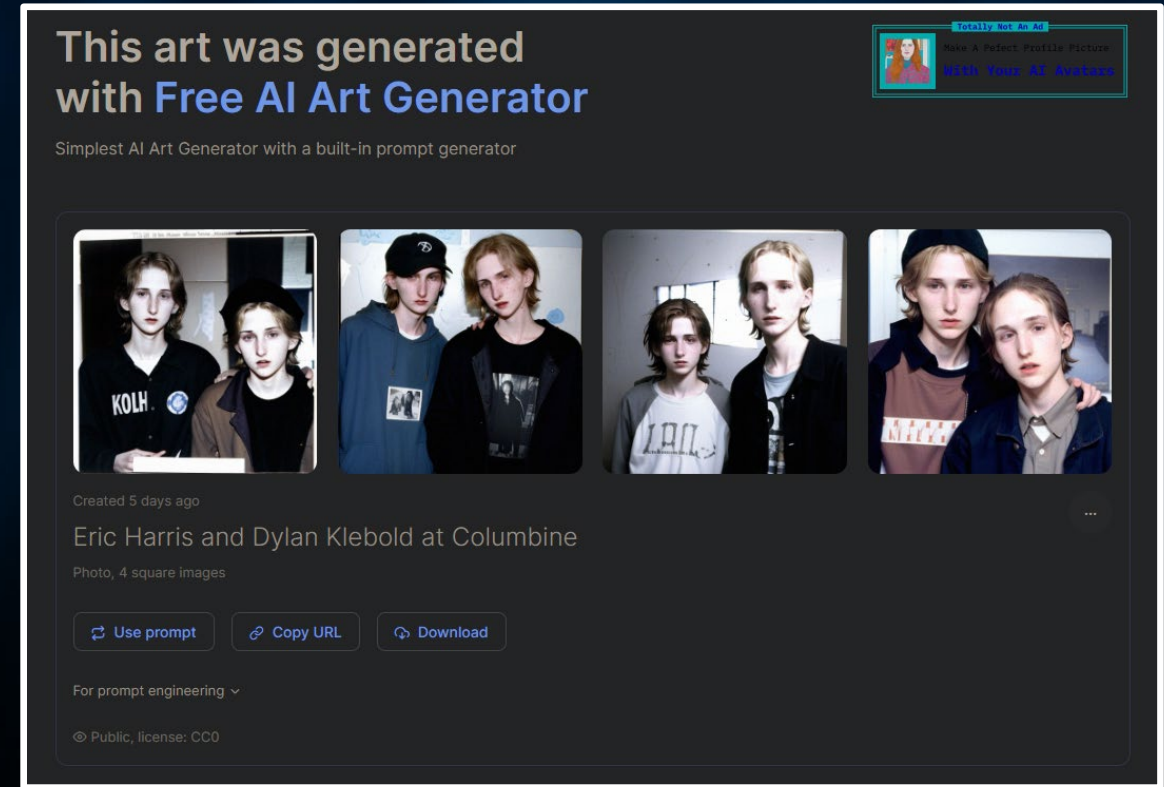 This art was generated
with Free AI Art Generator
Simplest AI Art Generator with a built-in prompt generator
Totally Not An Ad
Make A Pefect Profile Picture
With Your AI Avatars
KOLH
Created 5 days ago
Eric Harris and Dylan Klebold at Columbine
Photo, 4 square images
...
Use prompt
Copy URL
Download
For prompt engineering
Public, license: CC0